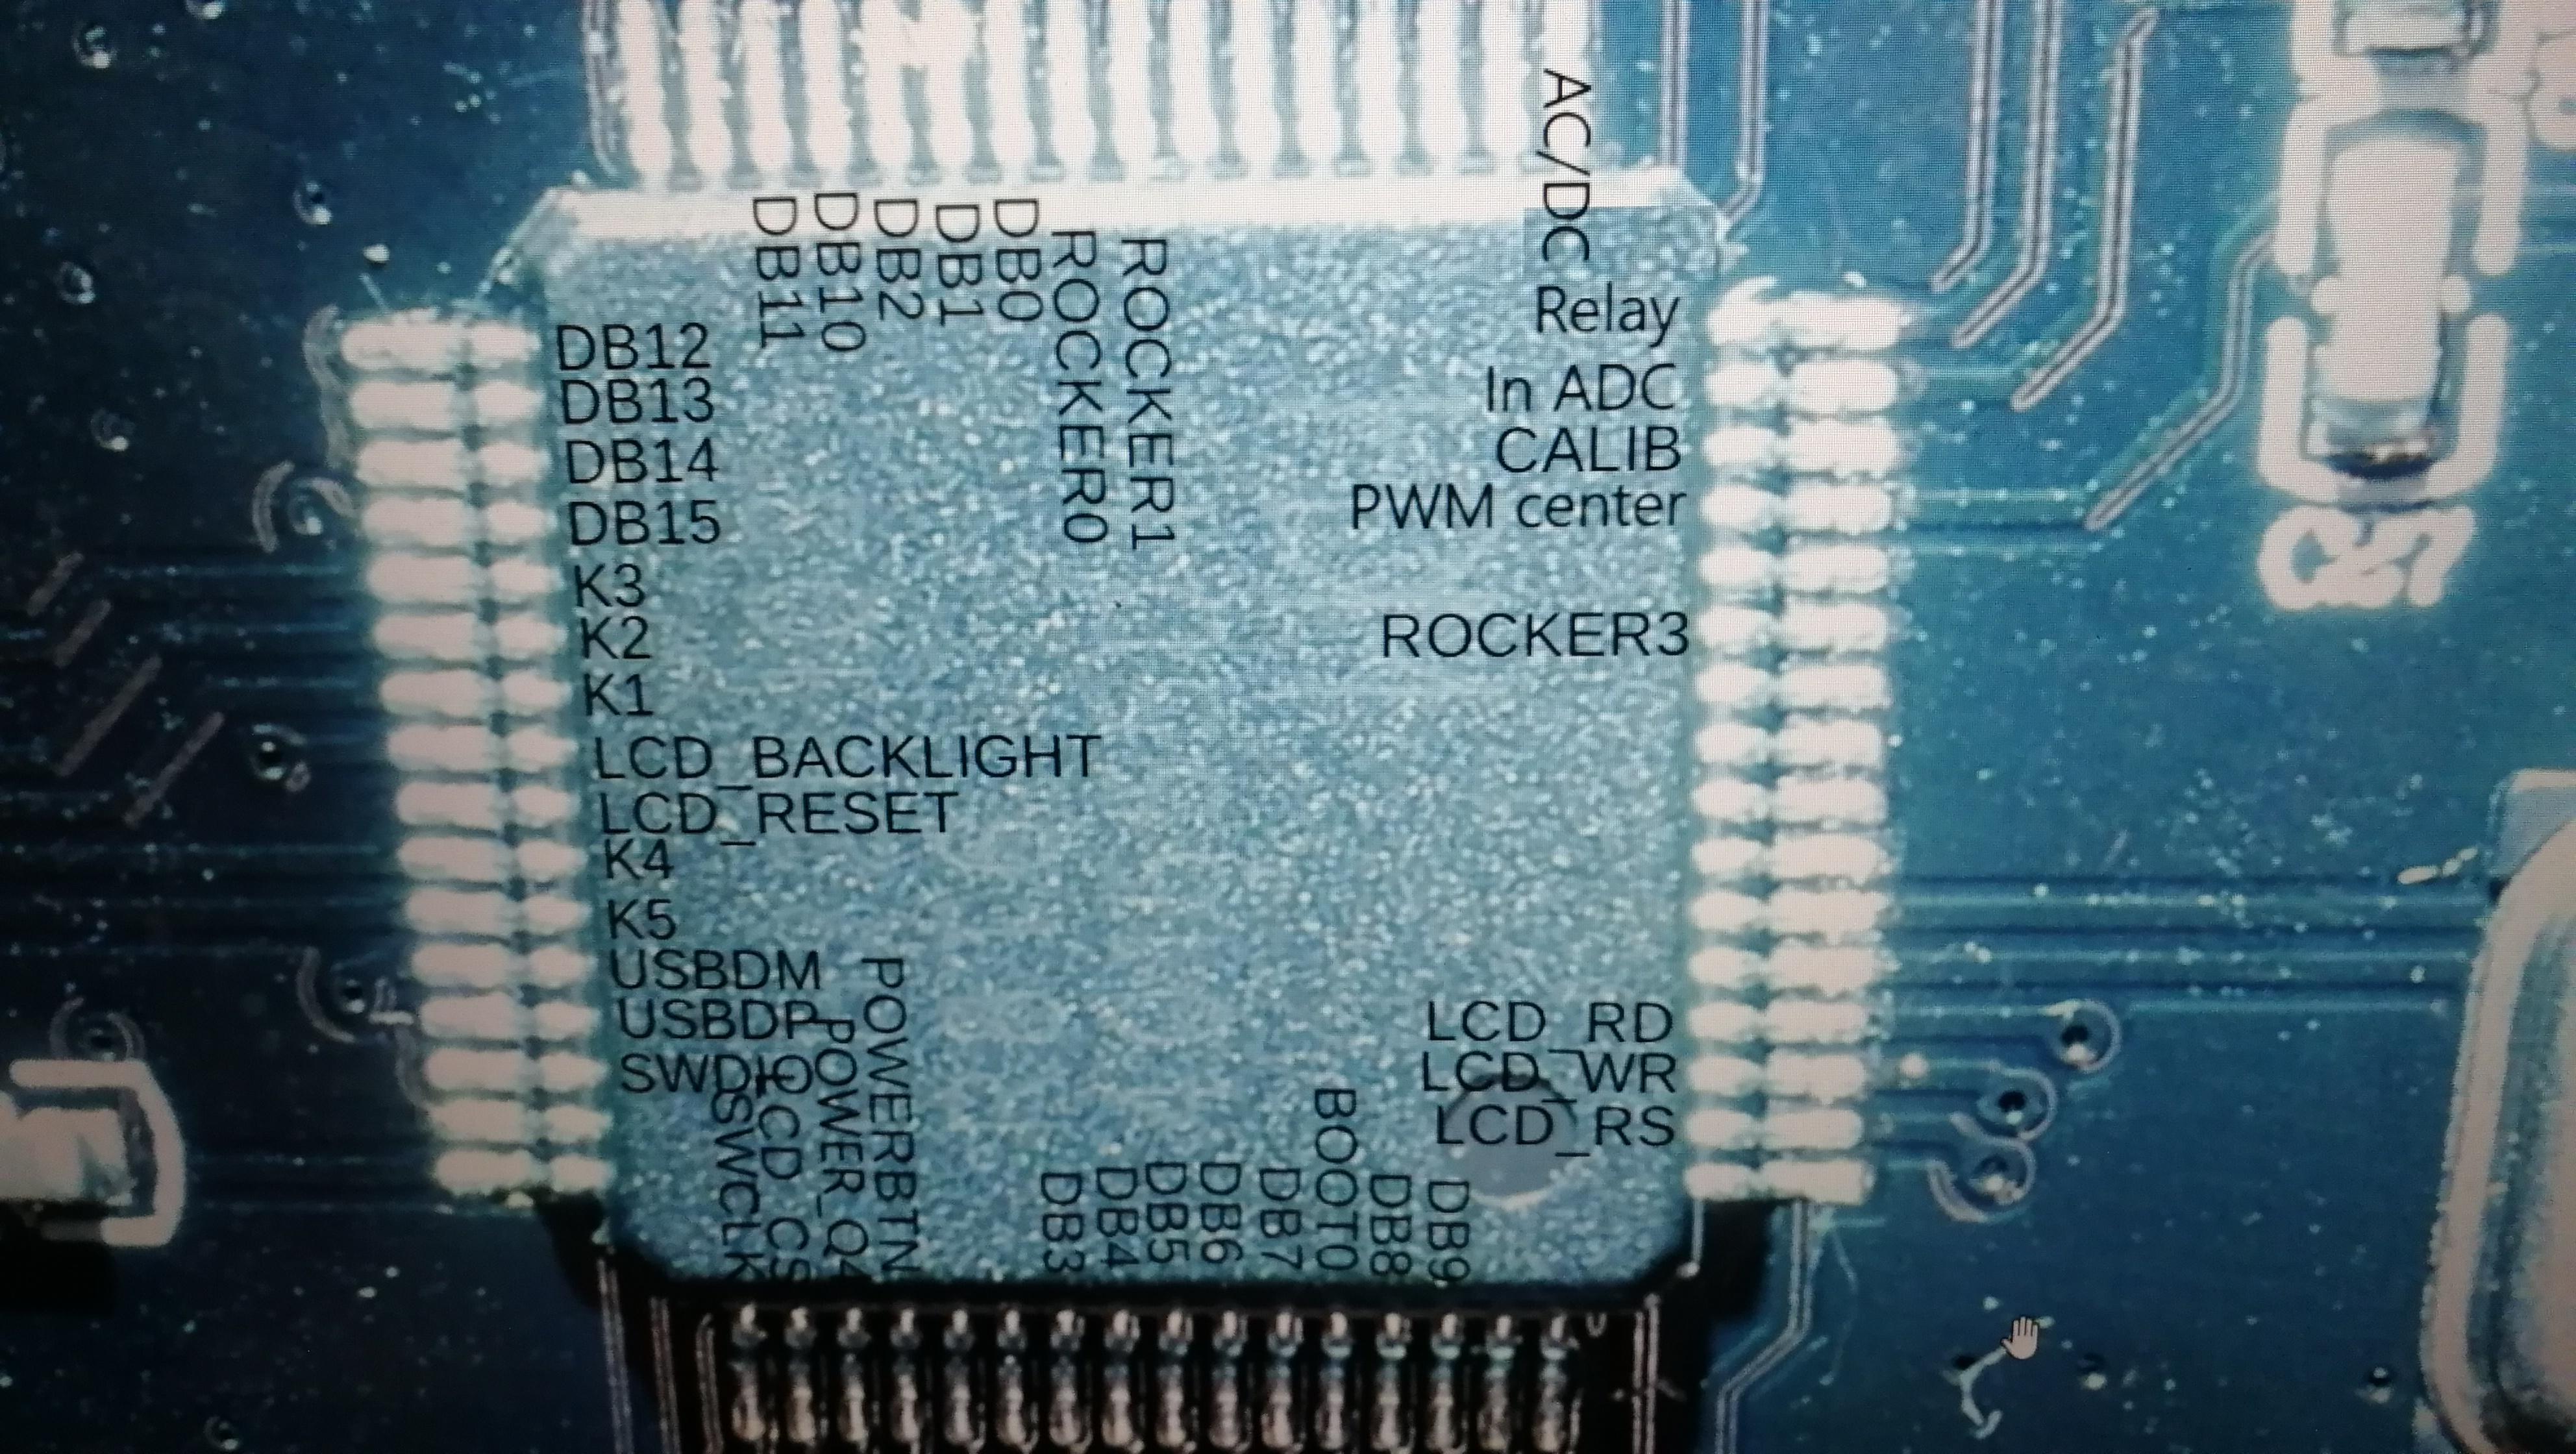 AC/DC
DB11
DB10
DB2
DB1
DB0
ROCKER0
ROCKER1
Relay
In ADC
CALIB
PWM center
ROCKER3
DB12
DB13
DB14
DB15
K3
K2
K1
LCD_BACKLIGHT
LCD_RESET
K4
K5
USBDM
USBDP
SWDIO
SWCLK
LCD_CS
POWER_Q4
POWERBTN
DB3
DB4
DB5
DB6
DB7
BOOT0
DB8
DB9
LCD_RD
LCD_WR
LCD_RS